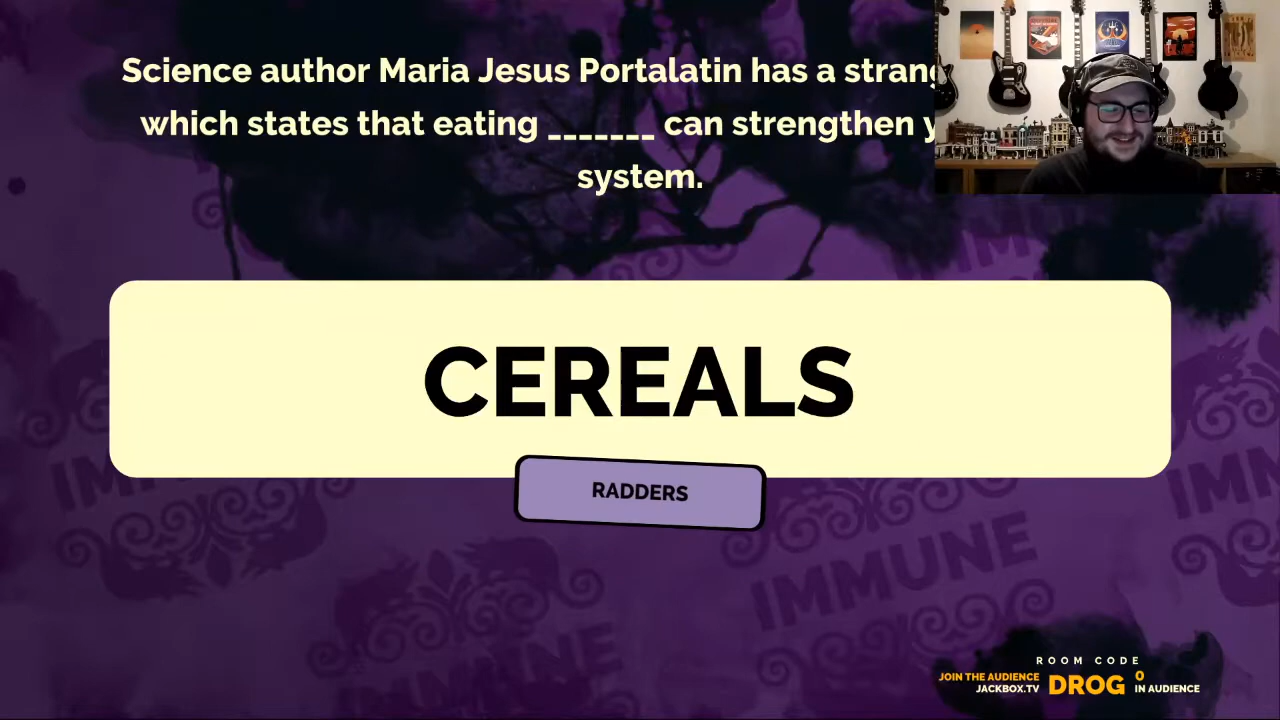 Science author Maria Jesus Portalatin has a
which states that eating _______ can strengthen
system.
CEREALS
RADDERS
IMMUNE
IMMUNE
ROOM CODE
JOIN THE AUDIENCE
JACKBOX.TV
DROG
0
IN AUDIENCE